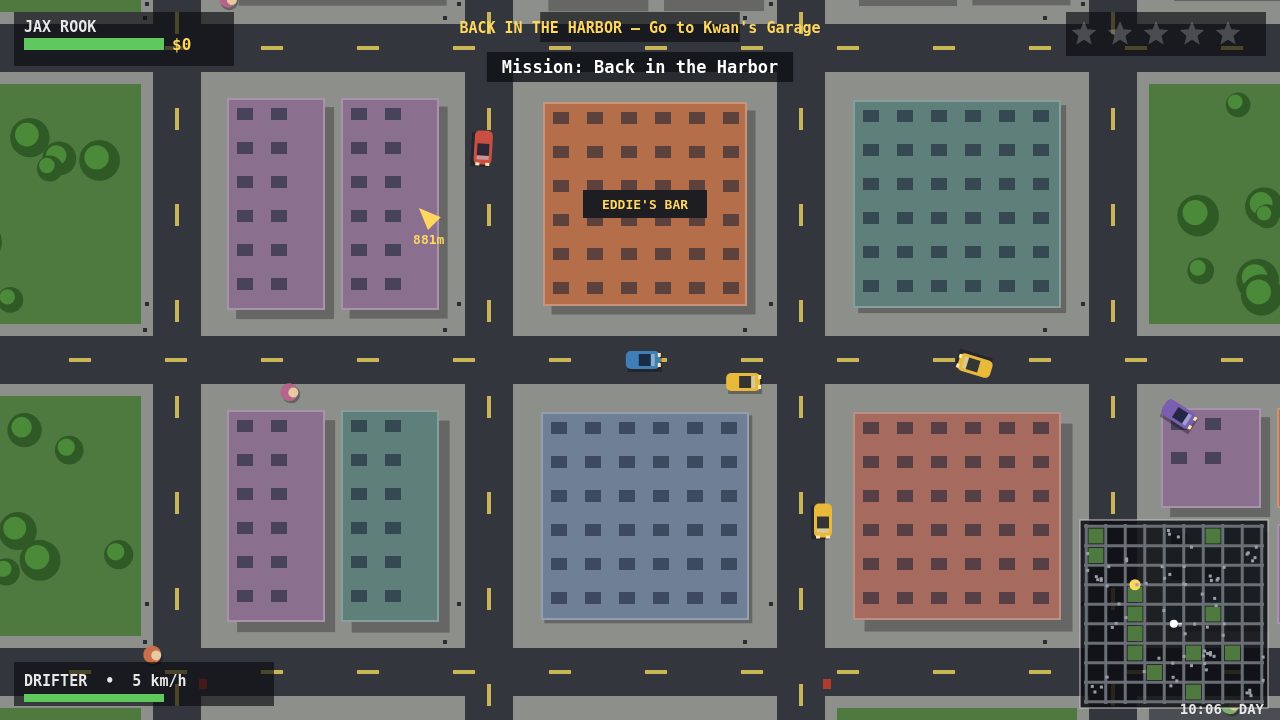 JAX ROOK
$0
BACK IN THE HARBOR — Go to Kwan's Garage
Mission: Back in the Harbor
EDDIE'S BAR
881m
DRIFTER • 5 km/h
10:06 DAY